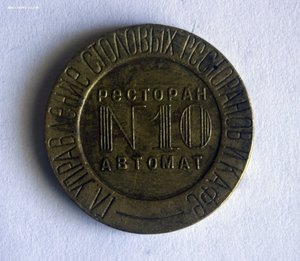 УПРАВЛЕНИЕ СТОЛОВЫХ РЕСТОРАНОВ И КАФЕ
РЕСТОРАН
N10
АВТОМАТ